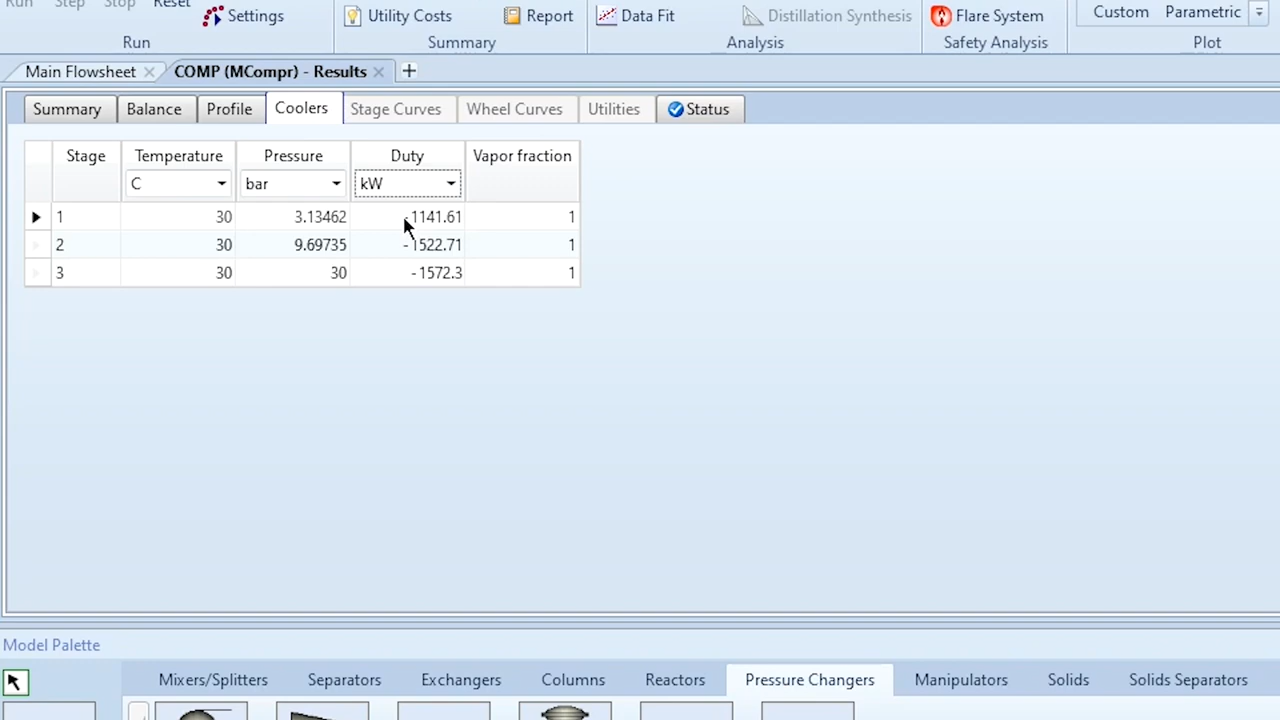 Run Step Stop Reset Settings Utility Costs Report Data Fit Distillation Synthesis Flare System Custom Parametric
Run Summary Analysis Safety Analysis Plot
Main Flowsheet COMP (MCompr) - Results
Summary Balance Profile Coolers Stage Curves Wheel Curves Utilities Status
Stage Temperature Pressure Duty Vapor fraction
C bar kW
1 30 3.13462 -1141.61 1
2 30 9.69735 -1522.71 1
3 30 30 -1572.3 1
Model Palette
Mixers/Splitters Separators Exchangers Columns Reactors Pressure Changers Manipulators Solids Solids Separators